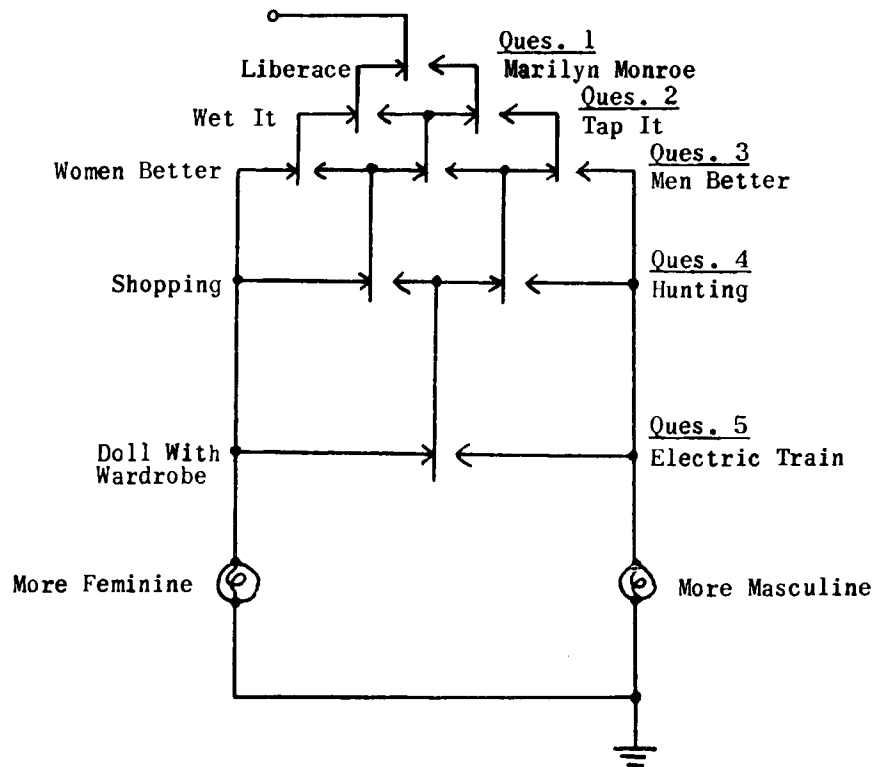 Ques. 1
Liberace
Marilyn Monroe
Ques. 2
Wet It
Tap It
Ques. 3
Women Better
Men Better
Ques. 4
Shopping
Hunting
Ques. 5
Doll With
Wardrobe
Electric Train
More Feminine
More Masculine